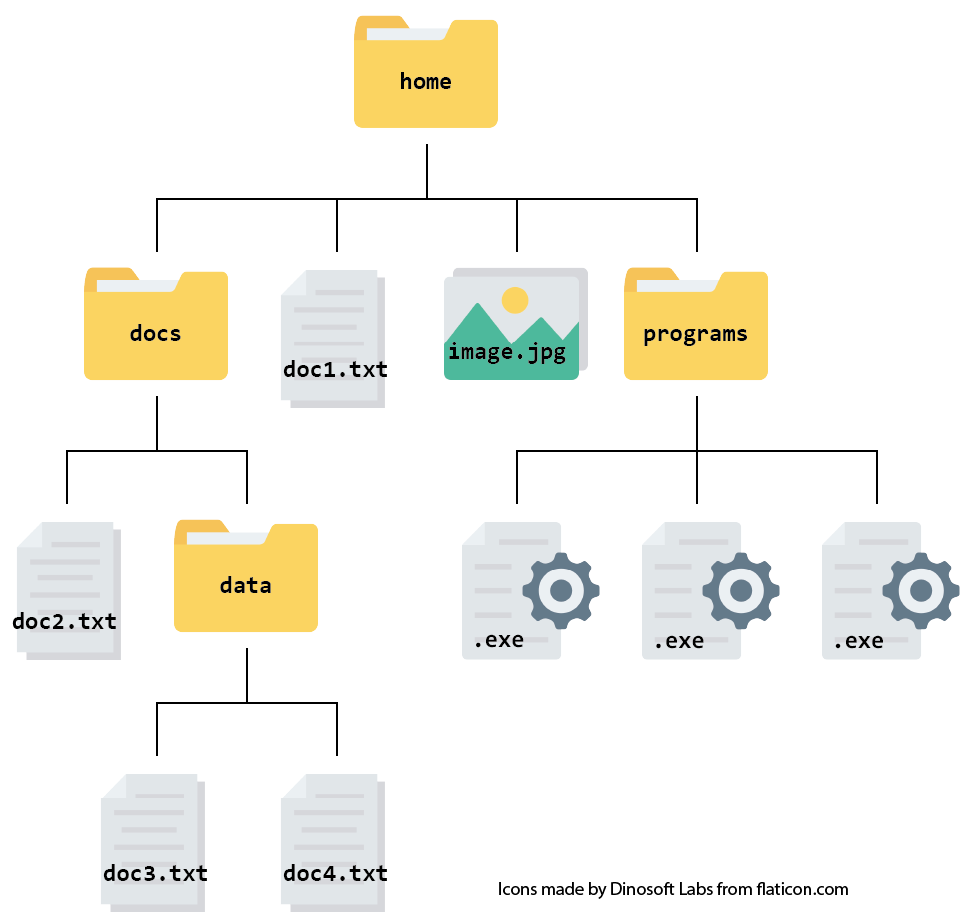 home
docs
doc1.txt
image.jpg
programs
doc2.txt
data
.exe
.exe
.exe
doc3.txt
doc4.txt
Icons made by Dinosoft Labs from flaticon.com